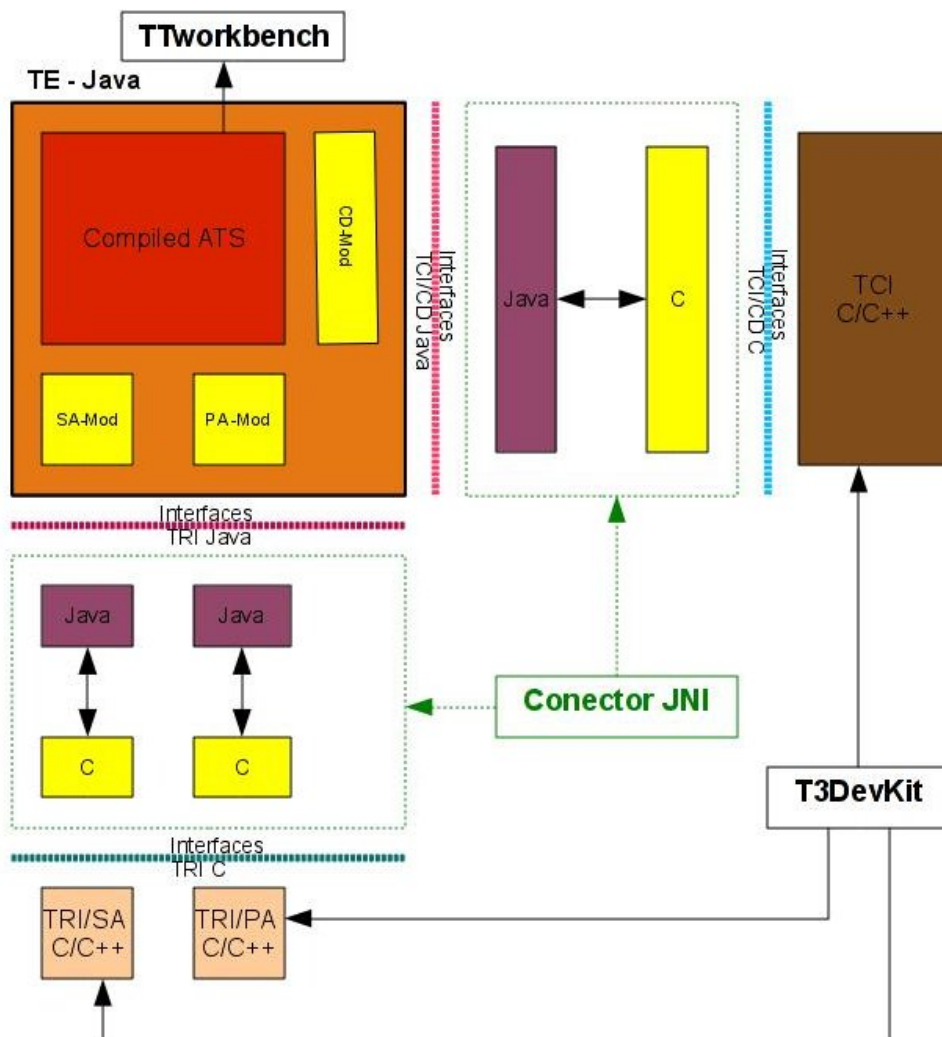 TTworkbench
TE - Java
Compiled ATS
CD-Mod
SA-Mod
PA-Mod
Interfaces
TCI/CD Java
Java
C
Interfaces
TCI/CD C
TCI
C/C++
Interfaces
TRI Java
Java
Java
C
C
Conector JNI
T3DevKit
Interfaces
TRI C
TRI/SA
C/C++
TRI/PA
C/C++